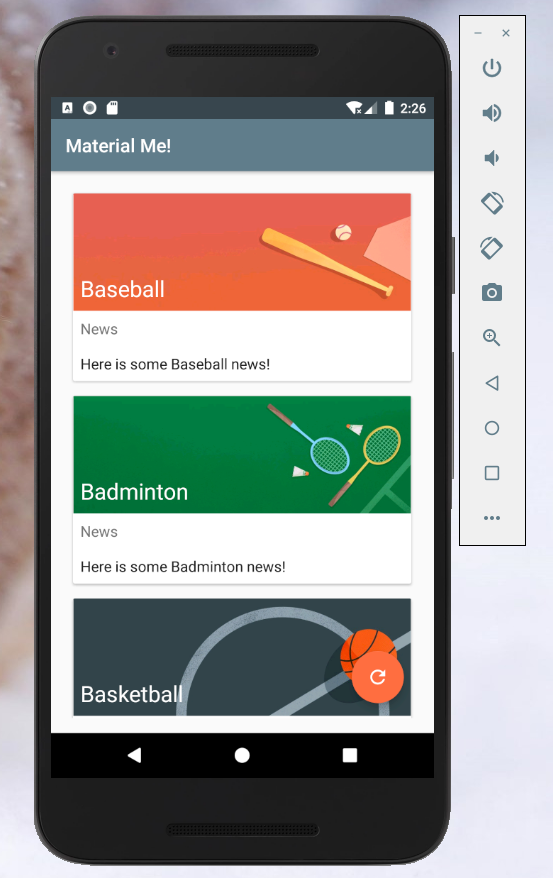 A
2:26
Material Me!
Baseball
News
Here is some Baseball news!
Badminton
News
Here is some Badminton news!
Basketball